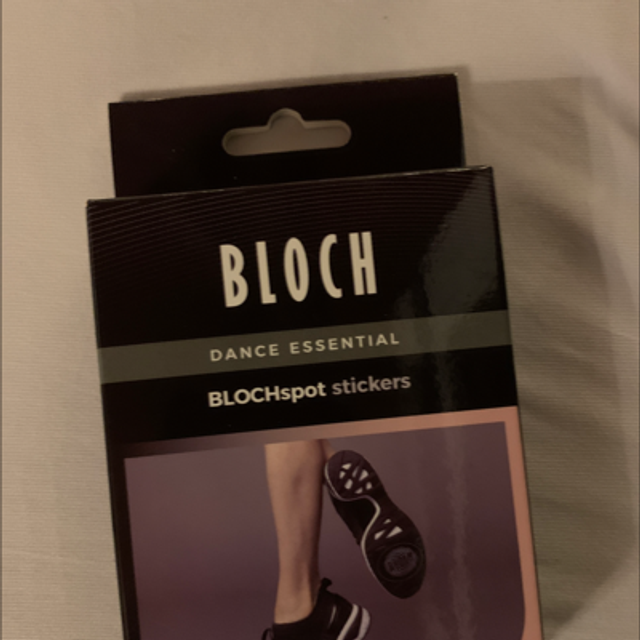 BLOCH
DANCE ESSENTIAL
BLOCHspot stickers